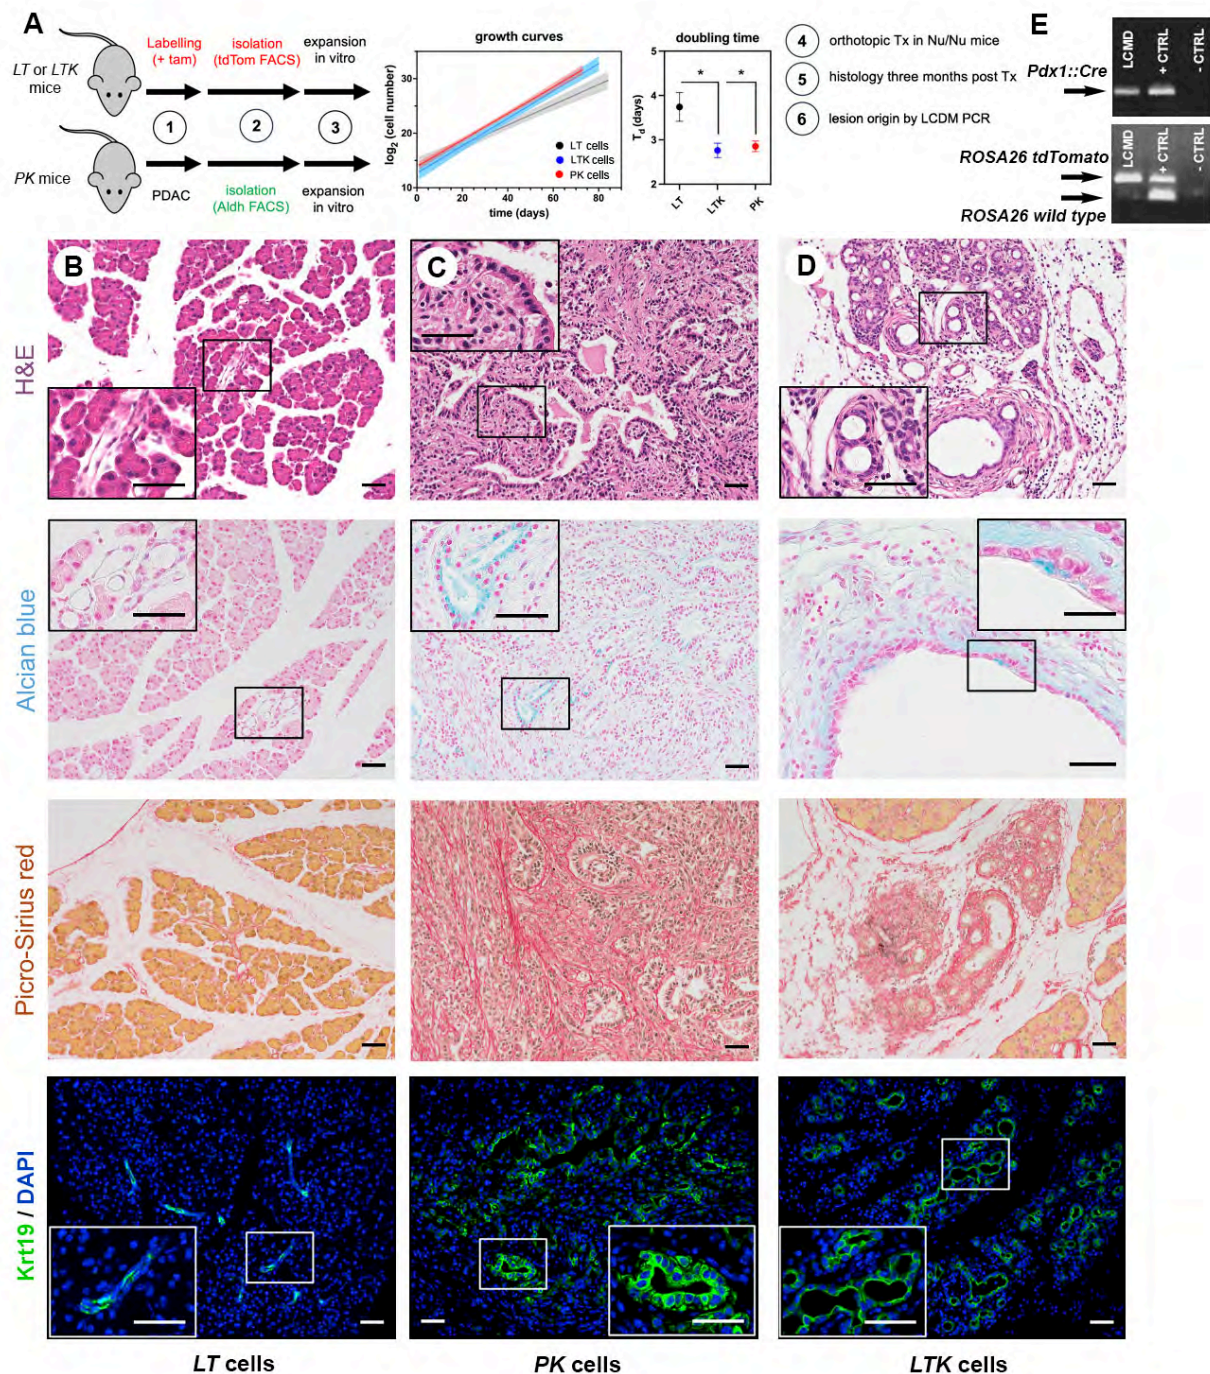 A
LT or LTK
mice
Labelling
(+ tam)
isolation
(tdTom FACS)
expansion
in vitro
1
2
3
PK mice
PDAC
isolation
(Aldh FACS)
expansion
in vitro
growth curves
log2 (cell number)
30
20
10
0
20
40
60
80
time (days)
LT cells
LTK cells
PK cells
doubling time
Td (days)
5
4
3
2
*
*
LT
LTK
PK
4
orthotopic Tx in Nu/Nu mice
5
histology three months post Tx
6
lesion origin by LCDM PCR
E
Pdx1::Cre
LCMD
+ CTRL
- CTRL
ROSA26 tdTomato
ROSA26 wild type
LCMD
+ CTRL
- CTRL
B
C
D
H&E
Alcian blue
Picro-Sirius red
Krt19 / DAPI
LT cells
PK cells
LTK cells